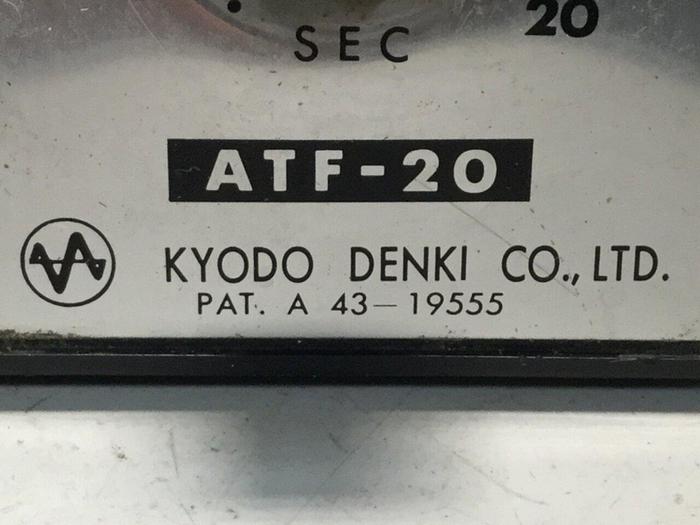 20
SEC
ATF-20
KYODO DENKI CO., LTD.
PAT. A 43-19555